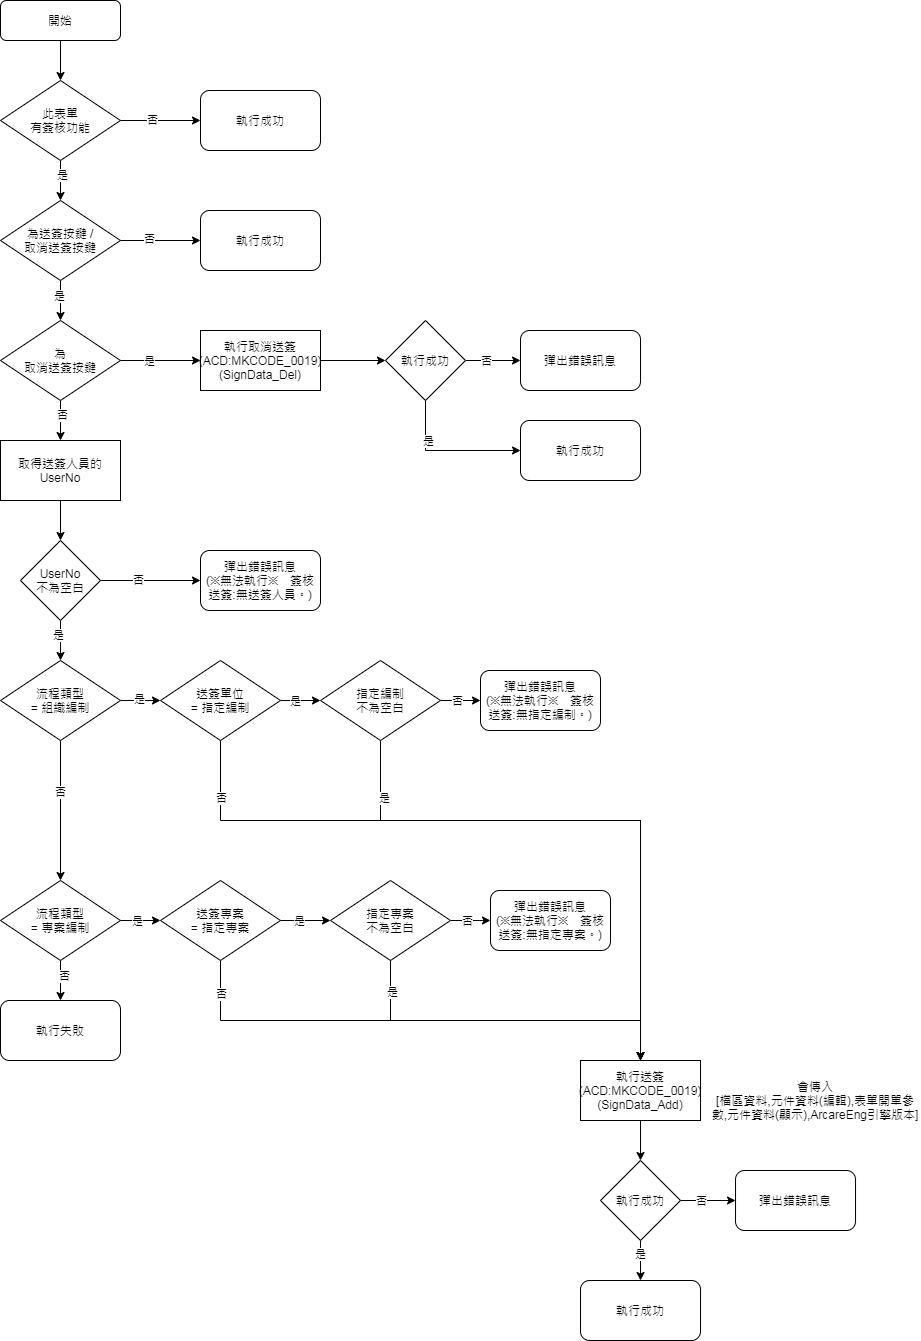 開始
此表單
有簽核功能
否
執行成功
是
為送簽按鍵 /
取消送簽按鍵
否
執行成功
是
為
取消送簽按鍵
是
執行取消送簽
(ACD:MKCODE_0019)
(SignData_Del)
執行成功
否
彈出錯誤訊息
是
執行成功
否
取得送簽人員的
UserNo
UserNo
不為空白
否
彈出錯誤訊息
(※無法執行※　簽核
送簽:無送簽人員。)
是
流程類型
= 組織編制
是
送簽單位
= 指定編制
是
指定編制
不為空白
否
彈出錯誤訊息
(※無法執行※　簽核
送簽:無指定編制。)
否
否
是
流程類型
= 專案編制
是
送簽專案
= 指定專案
是
指定專案
不為空白
否
彈出錯誤訊息
(※無法執行※　簽核
送簽:無指定專案。)
否
否
是
執行失敗
執行送簽
(ACD:MKCODE_0019)
(SignData_Add)
會傳入
[檔區資料,元件資料(編輯),表單開單參
數,元件資料(顯示),ArcareEng引擎版本]
執行成功
否
彈出錯誤訊息
是
執行成功